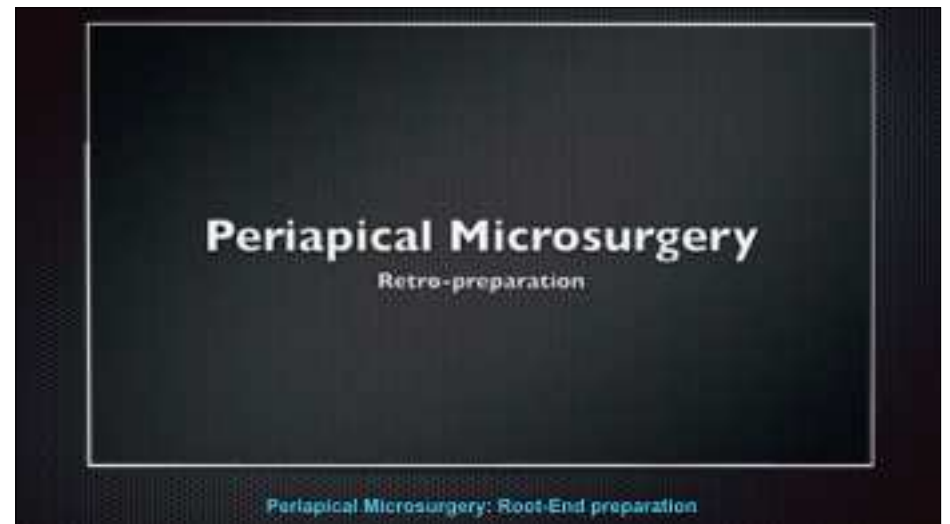 Periapical Microsurgery
Retro-preparation
Periapical Microsurgery: Root-End preparation